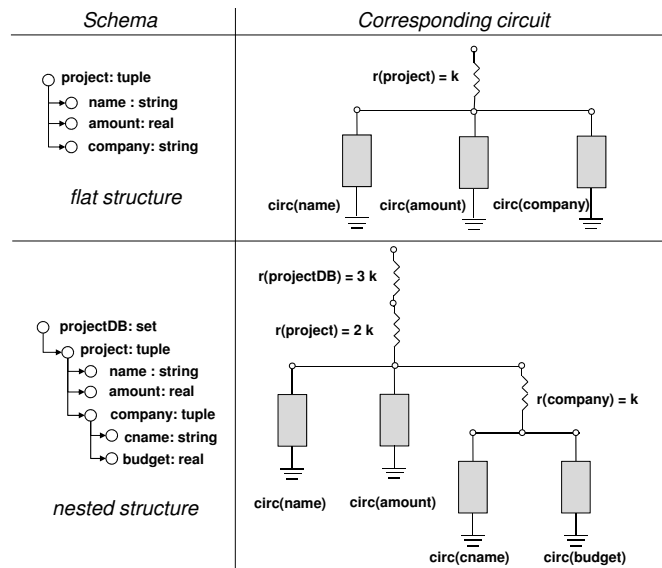 Schema
Corresponding circuit
project: tuple
name : string
amount: real
company: string
flat structure
r(project) = k
circ(name)
circ(amount)
circ(company)
projectDB: set
project: tuple
name : string
amount: real
company: tuple
cname: string
budget: real
nested structure
r(projectDB) = 3 k
r(project) = 2 k
r(company) = k
circ(name)
circ(amount)
circ(cname)
circ(budget)